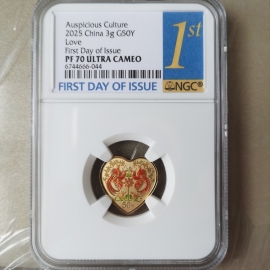 Auspicious Culture
2025 China 3g G50Y
Love
First Day of Issue
PF 70 ULTRA CAMEO
6744666-044
1st
FIRST DAY OF ISSUE
NGC